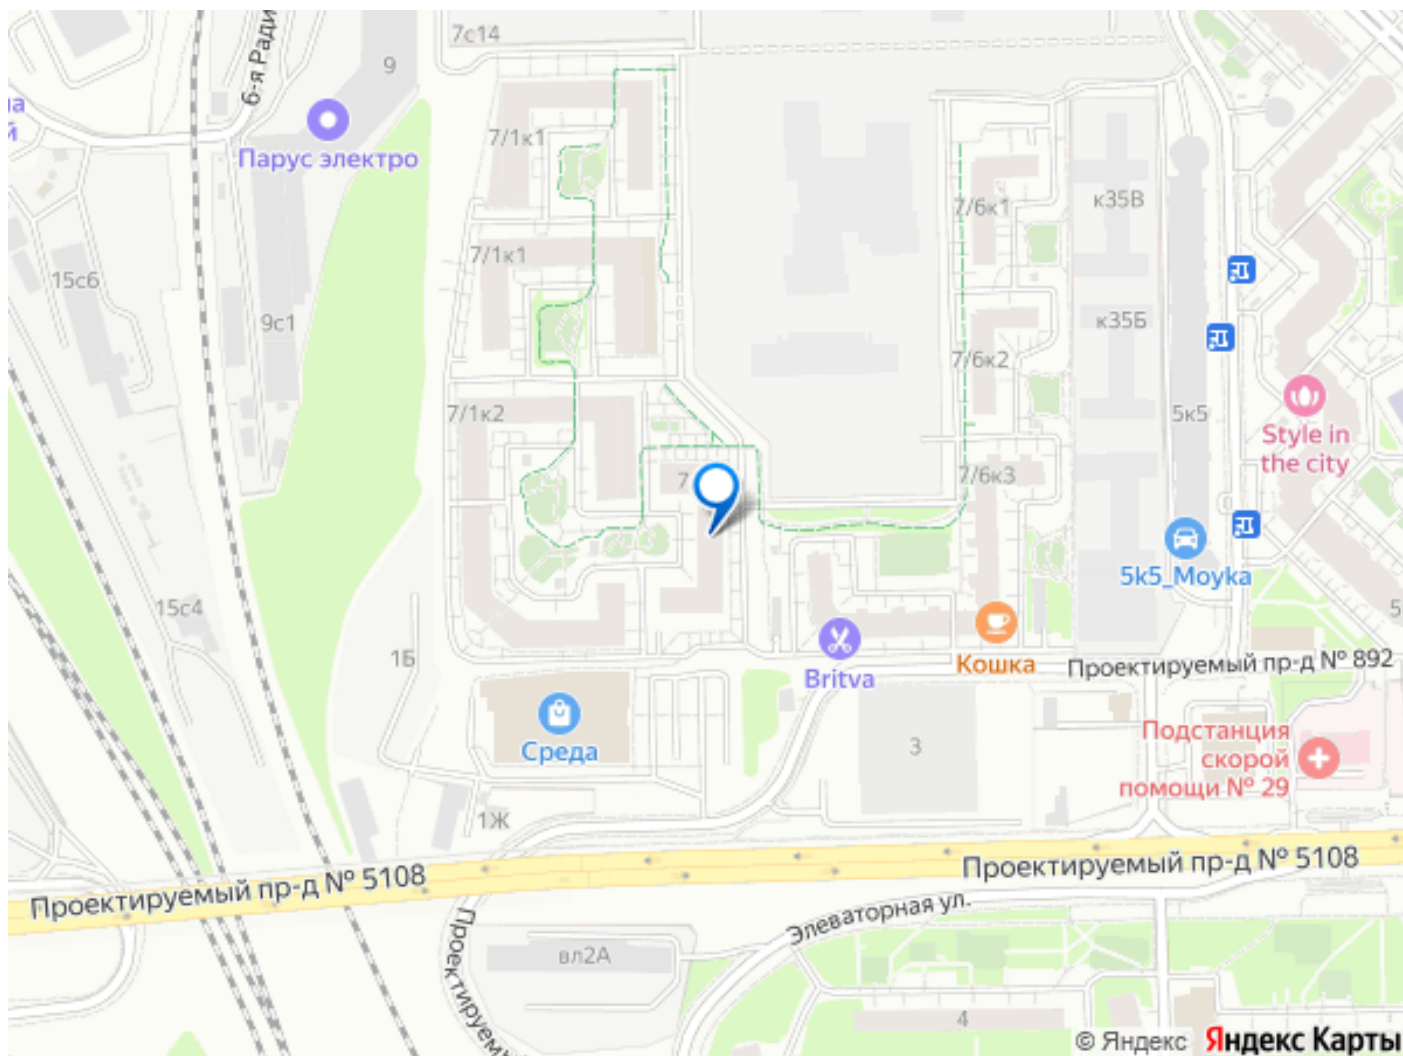 7с14
6-я Ради
9
7/1к1
Парус электро
7/6к1
к35В
7/1к1
15с6
9с1
к35Б
7/6к2
7/1к2
5к5
Style in
the city
7/6к3
7
5k5_Moyka
15с4
5
1Б
Britva
Кошка
Проектируемый пр-д № 892
Среда
3
Подстанция
скорой
помощи № 29
1Ж
Проектируемый пр-д № 5108
Проектируемый пр-д № 5108
Элеваторная ул.
Проектируем
вл2А
4
© Яндекс Яндекс Карты